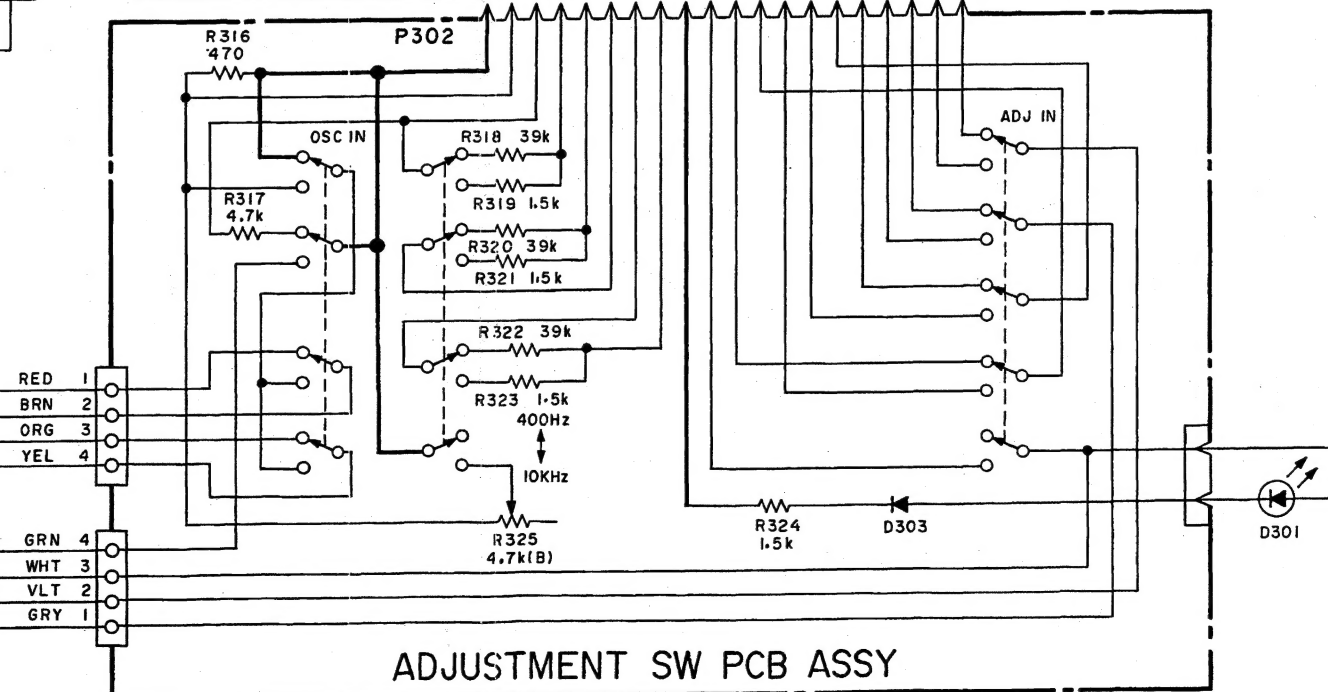 R316
470
P302
OSC IN
R318 39k
ADJ IN
R319 1.5k
R317
4.7k
R320 39k
R321 1.5k
R322 39k
R323 1.5k
400Hz
10KHz
RED 1
BRN 2
ORG 3
YEL 4
R324
1.5k
D303
D301
R325
4.7k(B)
GRN 4
WHT 3
VLT 2
GRY 1
ADJUSTMENT SW PCB ASSY